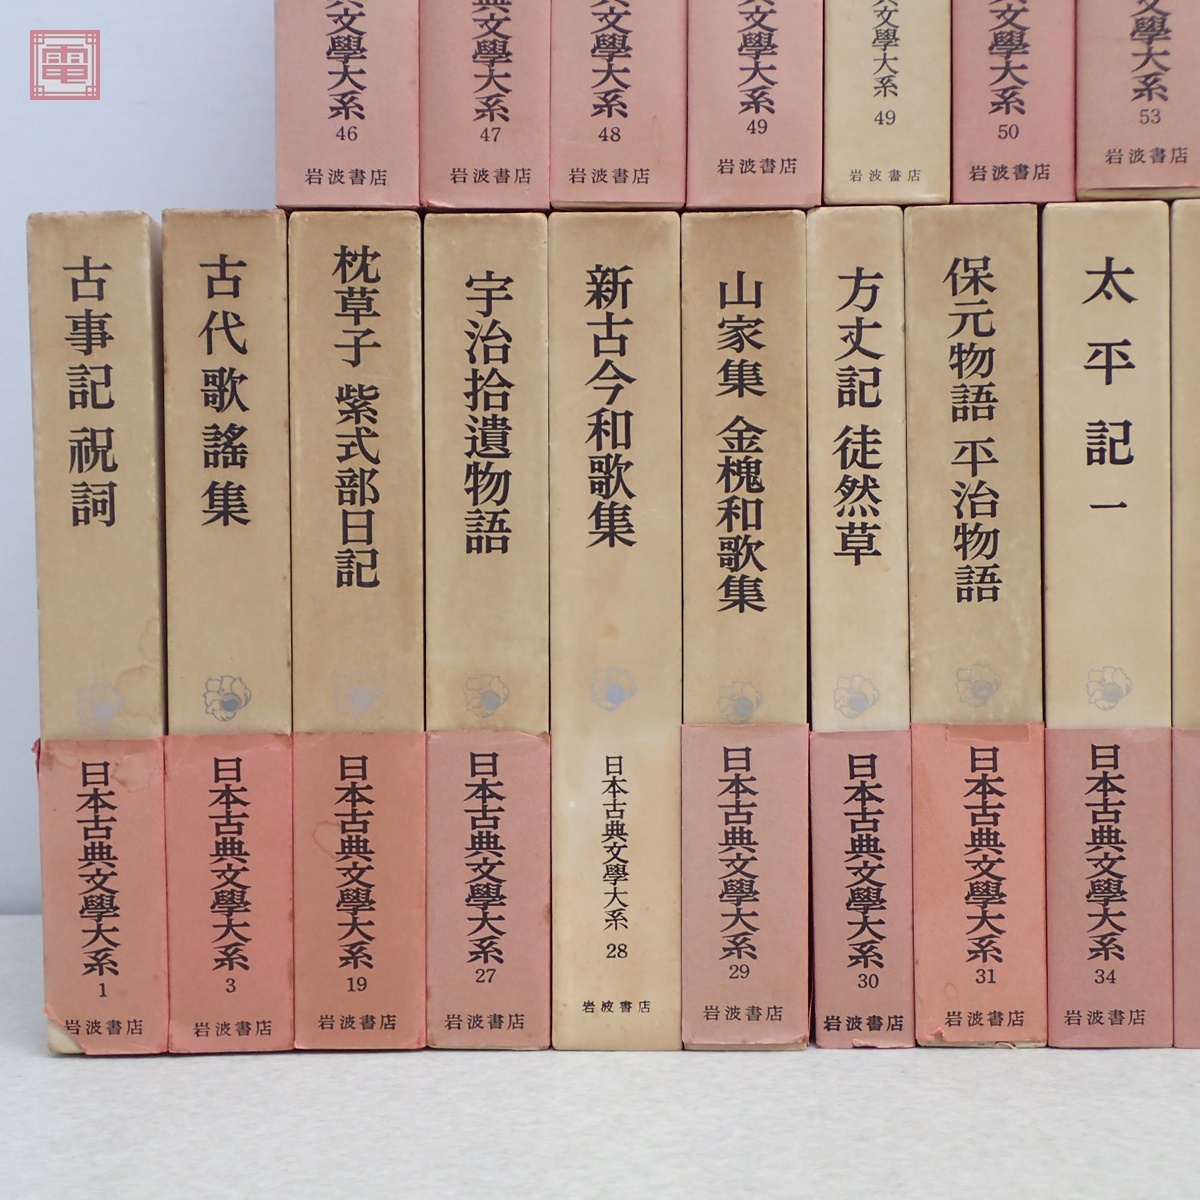 電
文學大系
46
岩波書店
典文學大系
47
岩波書店
典文學大系
48
岩波書店
文學大系
49
岩波書店
文學大系
49
岩波書店
典文學大系
50
岩波書店
文學大系
53
岩波書店
古事記 祝詞
日本古典文學大系
1
岩波書店
古代歌謠集
日本古典文學大系
3
岩波書店
枕草子 紫式部日記
日本古典文學大系
19
岩波書店
宇治拾遺物語
日本古典文學大系
27
岩波書店
新古今和歌集
日本古典文學大系
28
岩波書店
山家集 金槐和歌集
日本古典文學大系
29
岩波書店
方丈記 徒然草
日本古典文學大系
30
岩波書店
保元物語 平治物語
日本古典文學大系
31
岩波書店
太平記 一
日本古典文學大系
34
岩波書店